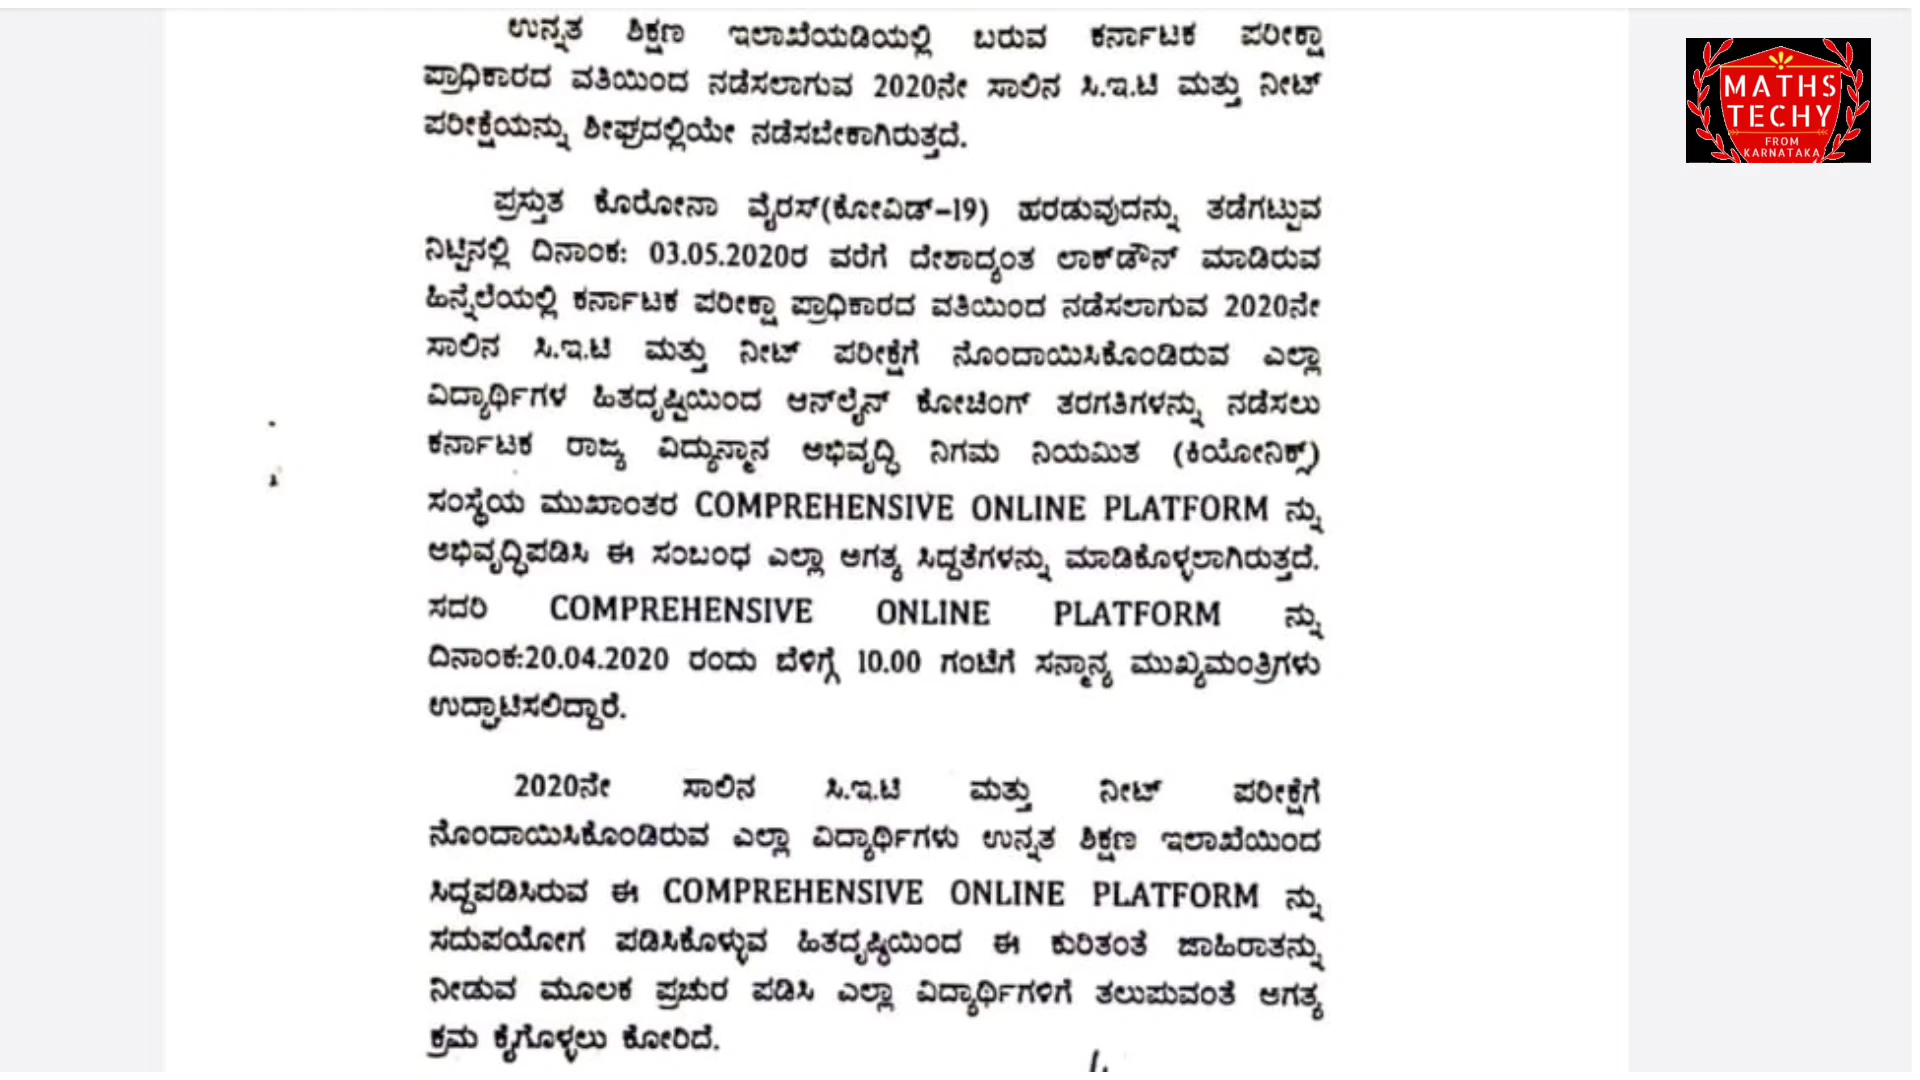 ಉನ್ನತ ಶಿಕ್ಷಣ ಇಲಾಖೆಯಡಿಯಲ್ಲಿ ಬರುವ ಕರ್ನಾಟಕ ಪರೀಕ್ಷಾ
ಪ್ರಾಧಿಕಾರದ ವತಿಯಿಂದ ನಡೆಸಲಾಗುವ 2020ನೇ ಸಾಲಿನ ಸಿ.ಇ.ಟಿ ಮತ್ತು ನೀಟ್
ಪರೀಕ್ಷೆಯನ್ನು ಶೀಘ್ರದಲ್ಲಿಯೇ ನಡೆಸಬೇಕಾಗಿರುತ್ತದೆ.
ಪ್ರಸ್ತುತ ಕೊರೋನಾ ವೈರಸ್(ಕೋವಿಡ್-19) ಹರಡುವುದನ್ನು ತಡೆಗಟ್ಟುವ
ನಿಟ್ಟಿನಲ್ಲಿ ದಿನಾಂಕ: 03.05.2020ರ ವರೆಗೆ ದೇಶಾದ್ಯಂತ ಲಾಕ್‌ಡೌನ್ ಮಾಡಿರುವ
ಹಿನ್ನೆಲೆಯಲ್ಲಿ ಕರ್ನಾಟಕ ಪರೀಕ್ಷಾ ಪ್ರಾಧಿಕಾರದ ವತಿಯಿಂದ ನಡೆಸಲಾಗುವ 2020ನೇ
ಸಾಲಿನ ಸಿ.ಇ.ಟಿ ಮತ್ತು ನೀಟ್ ಪರೀಕ್ಷೆಗೆ ನೊಂದಾಯಿಸಿಕೊಂಡಿರುವ ಎಲ್ಲಾ
ವಿದ್ಯಾರ್ಥಿಗಳ ಹಿತದೃಷ್ಟಿಯಿಂದ ಆನ್‌ಲೈನ್ ಕೋಚಿಂಗ್ ತರಗತಿಗಳನ್ನು ನಡೆಸಲು
ಕರ್ನಾಟಕ ರಾಜ್ಯ ವಿದ್ಯುನ್ಮಾನ ಅಭಿವೃದ್ಧಿ ನಿಗಮ ನಿಯಮಿತ (ಕಿಯೋನಿಕ್ಸ್)
ಸಂಸ್ಥೆಯ ಮುಖಾಂತರ COMPREHENSIVE ONLINE PLATFORM ನ್ನು
ಅಭಿವೃದ್ಧಿಪಡಿಸಿ ಈ ಸಂಬಂಧ ಎಲ್ಲಾ ಅಗತ್ಯ ಸಿದ್ದತೆಗಳನ್ನು ಮಾಡಿಕೊಳ್ಳಲಾಗಿರುತ್ತದೆ.
ಸದರಿ COMPREHENSIVE ONLINE PLATFORM ನ್ನು
ದಿನಾಂಕ:20.04.2020 ರಂದು ಬೆಳಿಗ್ಗೆ 10.00 ಗಂಟೆಗೆ ಸನ್ಮಾನ್ಯ ಮುಖ್ಯಮಂತ್ರಿಗಳು
ಉದ್ಘಾಟಿಸಲಿದ್ದಾರೆ.
2020ನೇ ಸಾಲಿನ ಸಿ.ಇ.ಟಿ ಮತ್ತು ನೀಟ್ ಪರೀಕ್ಷೆಗೆ
ನೊಂದಾಯಿಸಿಕೊಂಡಿರುವ ಎಲ್ಲಾ ವಿದ್ಯಾರ್ಥಿಗಳು ಉನ್ನತ ಶಿಕ್ಷಣ ಇಲಾಖೆಯಿಂದ
ಸಿದ್ದಪಡಿಸಿರುವ ಈ COMPREHENSIVE ONLINE PLATFORM ನ್ನು
ಸದುಪಯೋಗ ಪಡಿಸಿಕೊಳ್ಳುವ ಹಿತದೃಷ್ಠಿಯಿಂದ ಈ ಕುರಿತಂತೆ ಜಾಹಿರಾತನ್ನು
ನೀಡುವ ಮೂಲಕ ಪ್ರಚುರ ಪಡಿಸಿ ಎಲ್ಲಾ ವಿದ್ಯಾರ್ಥಿಗಳಿಗೆ ತಲುಪುವಂತೆ ಅಗತ್ಯ
ಕ್ರಮ ಕೈಗೊಳ್ಳಲು ಕೋರಿದೆ.
MATHS
TECHY
FROM
KARNATAKA